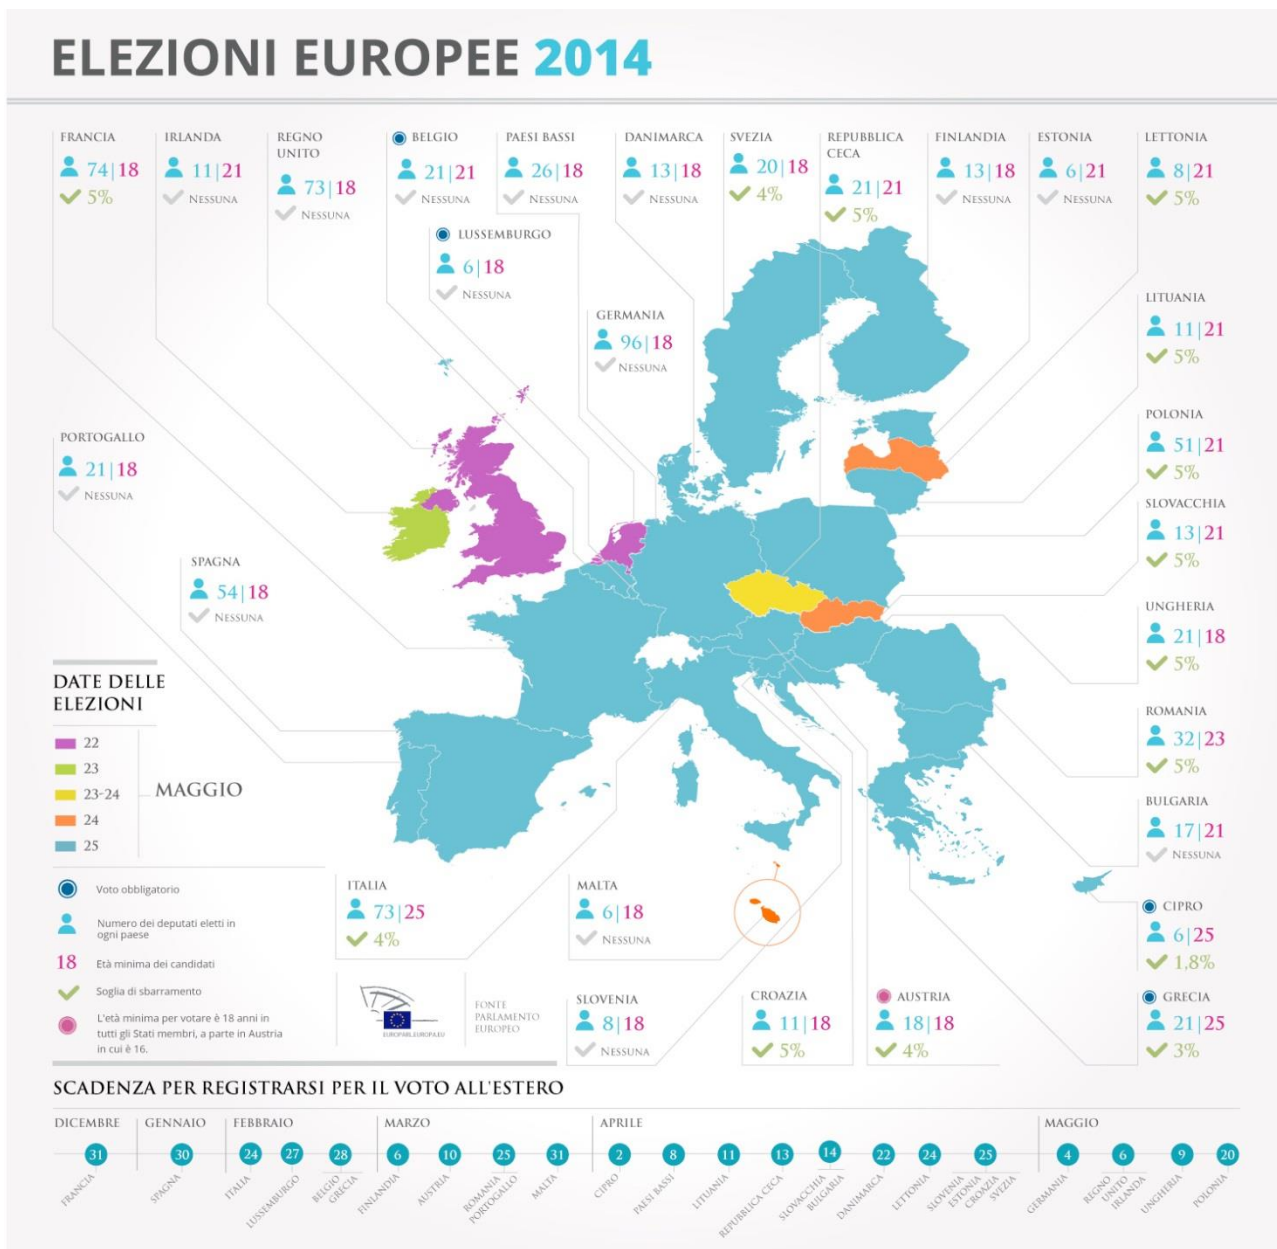 ELEZIONI EUROPEE 2014
FRANCIA
74|18
5%
IRLANDA
11|21
NESSUNA
REGNO
UNITO
73|18
NESSUNA
BELGIO
21|21
NESSUNA
PAESI BASSI
26|18
NESSUNA
DANIMARCA
13|18
NESSUNA
SVEZIA
20|18
4%
REPUBBLICA
CECA
21|21
5%
FINLANDIA
13|18
NESSUNA
ESTONIA
6|21
NESSUNA
LETTONIA
8|21
5%
LUSSEMBURGO
6|18
NESSUNA
GERMANIA
96|18
NESSUNA
LITUANIA
11|21
5%
POLONIA
51|21
5%
PORTOGALLO
21|18
NESSUNA
SLOVACCHIA
13|21
5%
SPAGNA
54|18
NESSUNA
UNGHERIA
21|18
5%
ROMANIA
32|23
5%
BULGARIA
17|21
NESSUNA
CIPRO
6|25
1,8%
GRECIA
21|25
3%
DATE DELLE
ELEZIONI
22
23
23-24
24
25
MAGGIO
Voto obbligatorio
Numero dei deputati eletti in
ogni paese
18 Età minima dei candidati
Soglia di sbarramento
L'età minima per votare è 18 anni in
tutti gli Stati membri, a parte in Austria
in cui è 16.
ITALIA
73|25
4%
MALTA
6|18
NESSUNA
EUROPARL.EUROPA.EU
FONTE
PARLAMENTO
EUROPEO
SLOVENIA
8|18
NESSUNA
CROAZIA
11|18
5%
AUSTRIA
18|18
4%
SCADENZA PER REGISTRARSI PER IL VOTO ALL'ESTERO
DICEMBRE
31
FRANCIA
GENNAIO
30
SPAGNA
FEBBRAIO
24
ITALIA
27
LUSSEMBURGO
28
BELGIO
GRECIA
MARZO
6
FINLANDIA
10
AUSTRIA
25
ROMANIA
PORTOGALLO
31
MALTA
APRILE
2
CIPRO
8
PAESI BASSI
11
LITUANIA
13
REPUBBLICA CECA
14
SLOVACCHIA
BULGARIA
22
DANIMARCA
24
LETTONIA
25
SLOVENIA
ESTONIA
CROAZIA
SVEZIA
MAGGIO
4
GERMANIA
6
REGNO
UNITO
IRLANDA
9
UNGHERIA
20
POLONIA